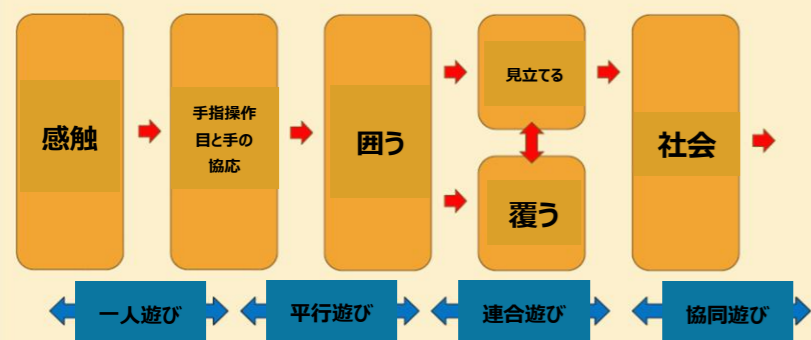 感触
手指操作
目と手の
協応
囲う
見立てる
覆う
社会
一人遊び
平行遊び
連合遊び
協同遊び